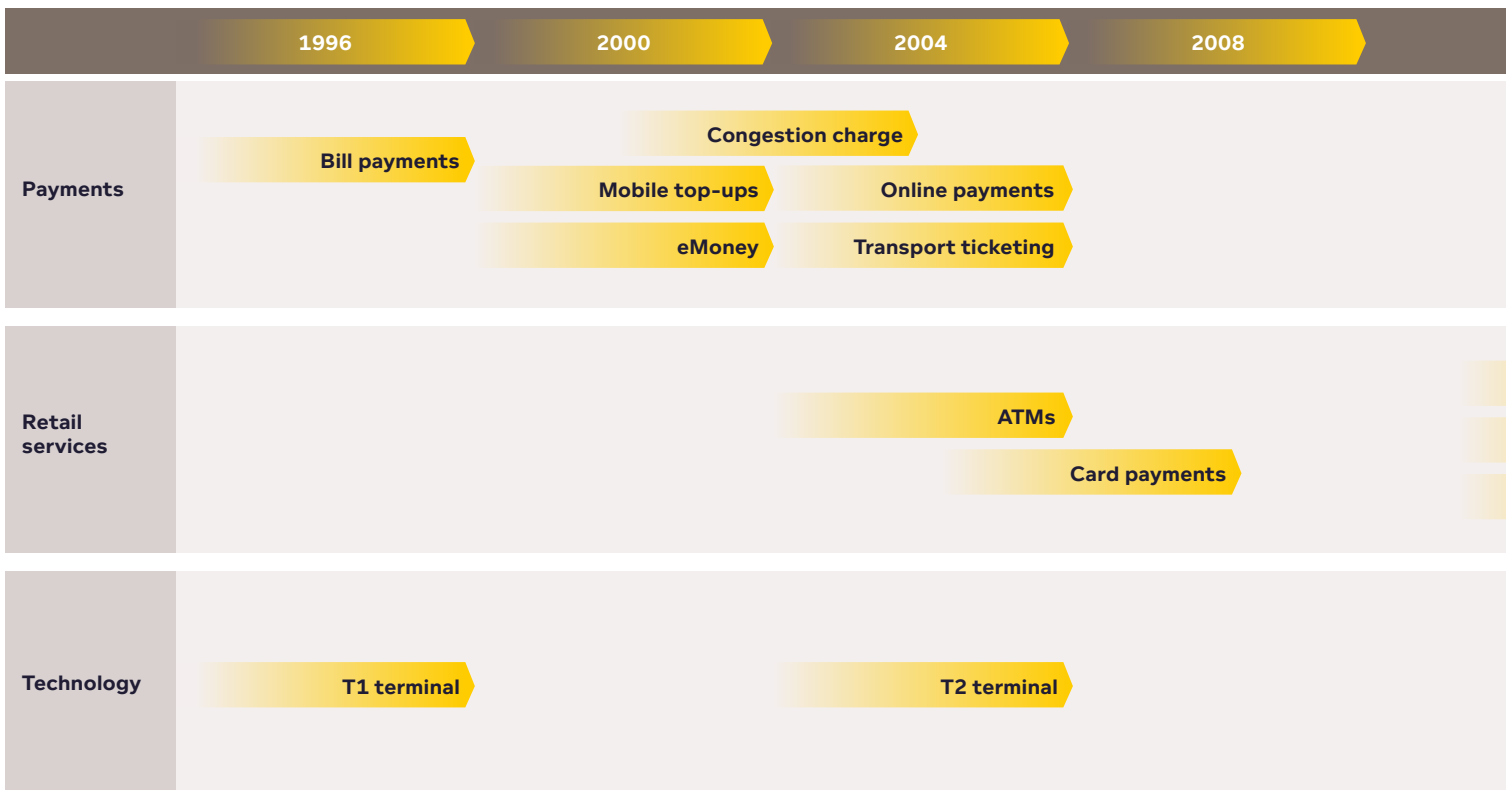 1996
2000
2004
2008
Payments
Congestion charge
Bill payments
Mobile top-ups
Online payments
eMoney
Transport ticketing
Retail
services
ATMs
Card payments
Technology
T1 terminal
T2 terminal